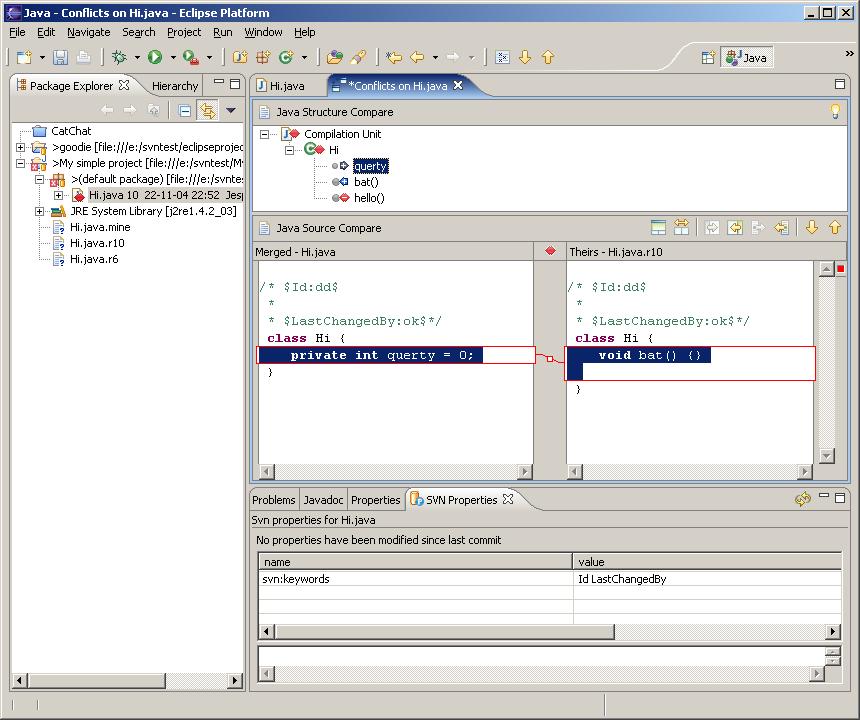 Java - Conflicts on Hi.java - Eclipse Platform
File Edit Navigate Search Project Run Window Help
Java
Package Explorer Hierarchy
CatChat
>goodie [file:///e:/svntest/eclipseprojec
>My simple project [file:///e:/svntest/M
>(default package) [file:///e:/svntes
Hi.java 10 22-11-04 22:52 Jesp
JRE System Library [j2re1.4.2_03]
Hi.java.mine
Hi.java.r10
Hi.java.r6
Hi.java *Conflicts on Hi.java
Java Structure Compare
Compilation Unit
Hi
querty
bat()
hello()
Java Source Compare
Merged - Hi.java Theirs - Hi.java.r10
/* $Id:dd$
*
* $LastChangedBy:ok$*/
class Hi {
private int querty = 0;
}
/* $Id:dd$
*
* $LastChangedBy:ok$*/
class Hi {
void bat() {}
}
Problems Javadoc Properties SVN Properties
Svn properties for Hi.java
No properties have been modified since last commit
name value
svn:keywords Id LastChangedBy